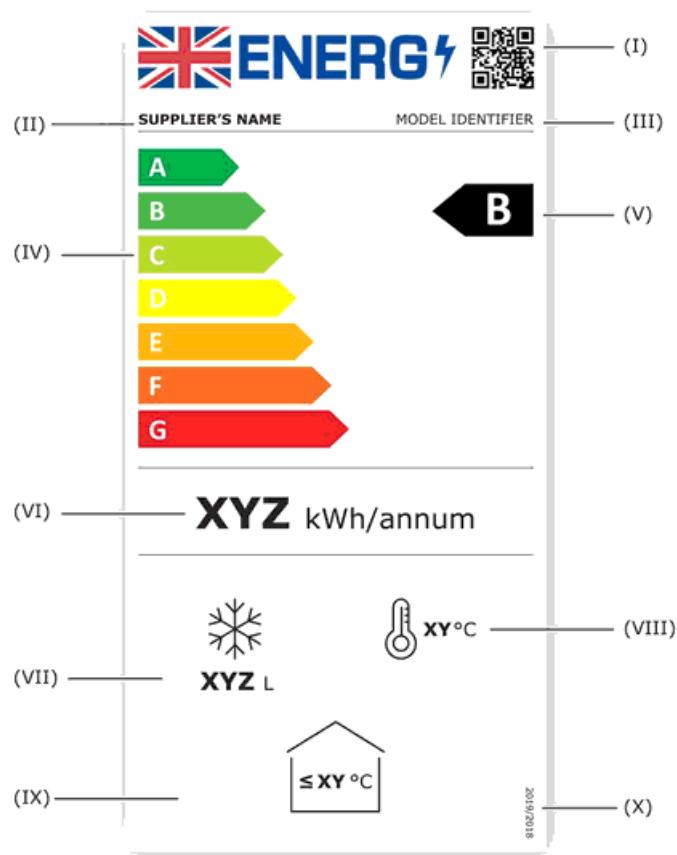 ENERG
(I)
(II)
SUPPLIER'S NAME
MODEL IDENTIFIER
(III)
A
B
B
(V)
(IV)
C
D
E
F
G
(VI)
XYZ kWh/annum
XY°C
(VIII)
(VII)
XYZ L
≤ XY °C
(IX)
2019/2018
(X)